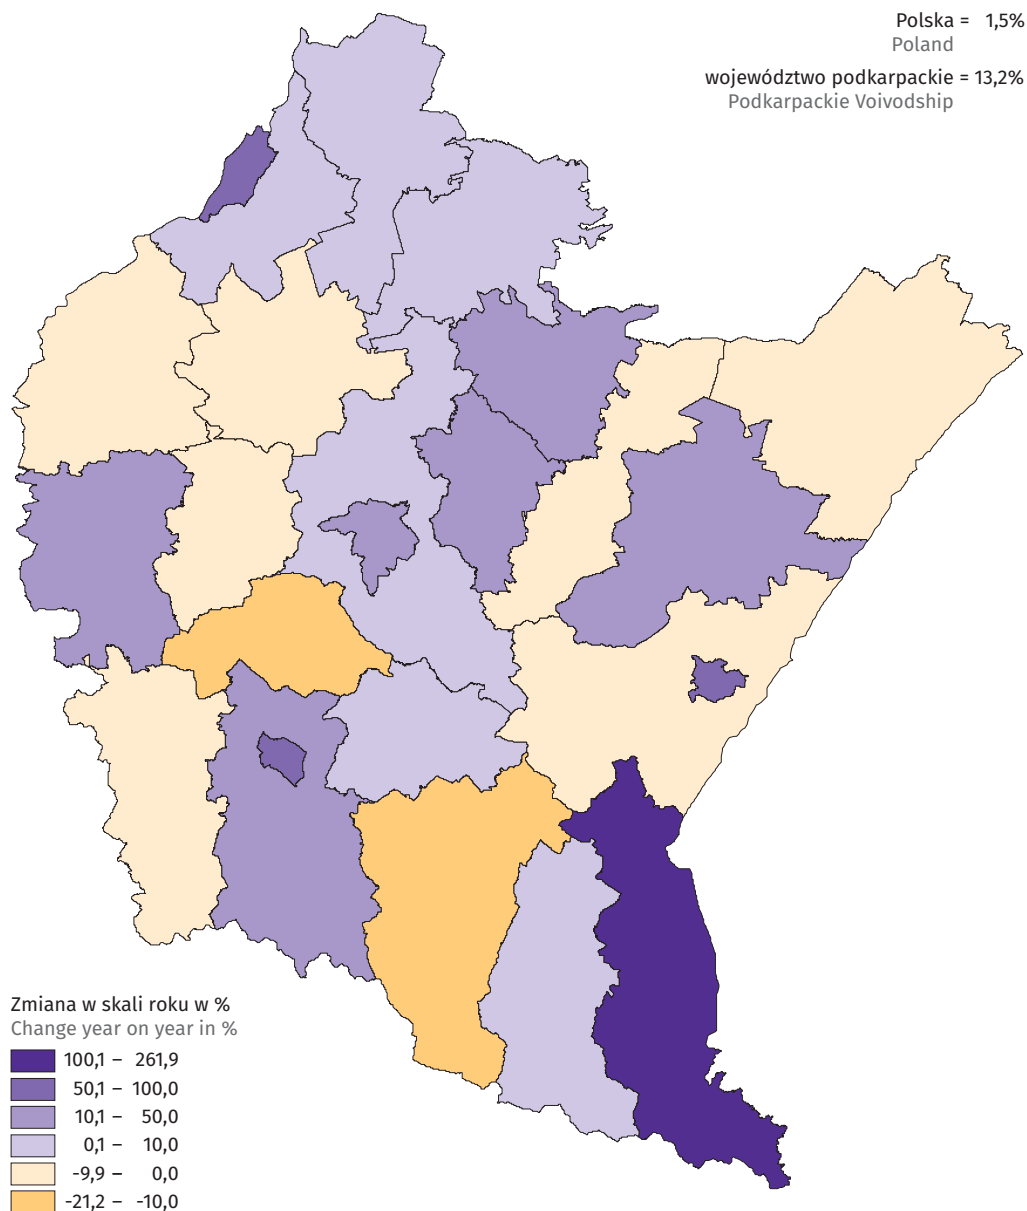 Polska = 1,5%
Poland
województwo podkarpackie = 13,2%
Podkarpackie Voivodship
Zmiana w skali roku w %
Change year on year in %
100,1 – 261,9
50,1 – 100,0
10,1 – 50,0
0,1 – 10,0
-9,9 – 0,0
-21,2 – -10,0